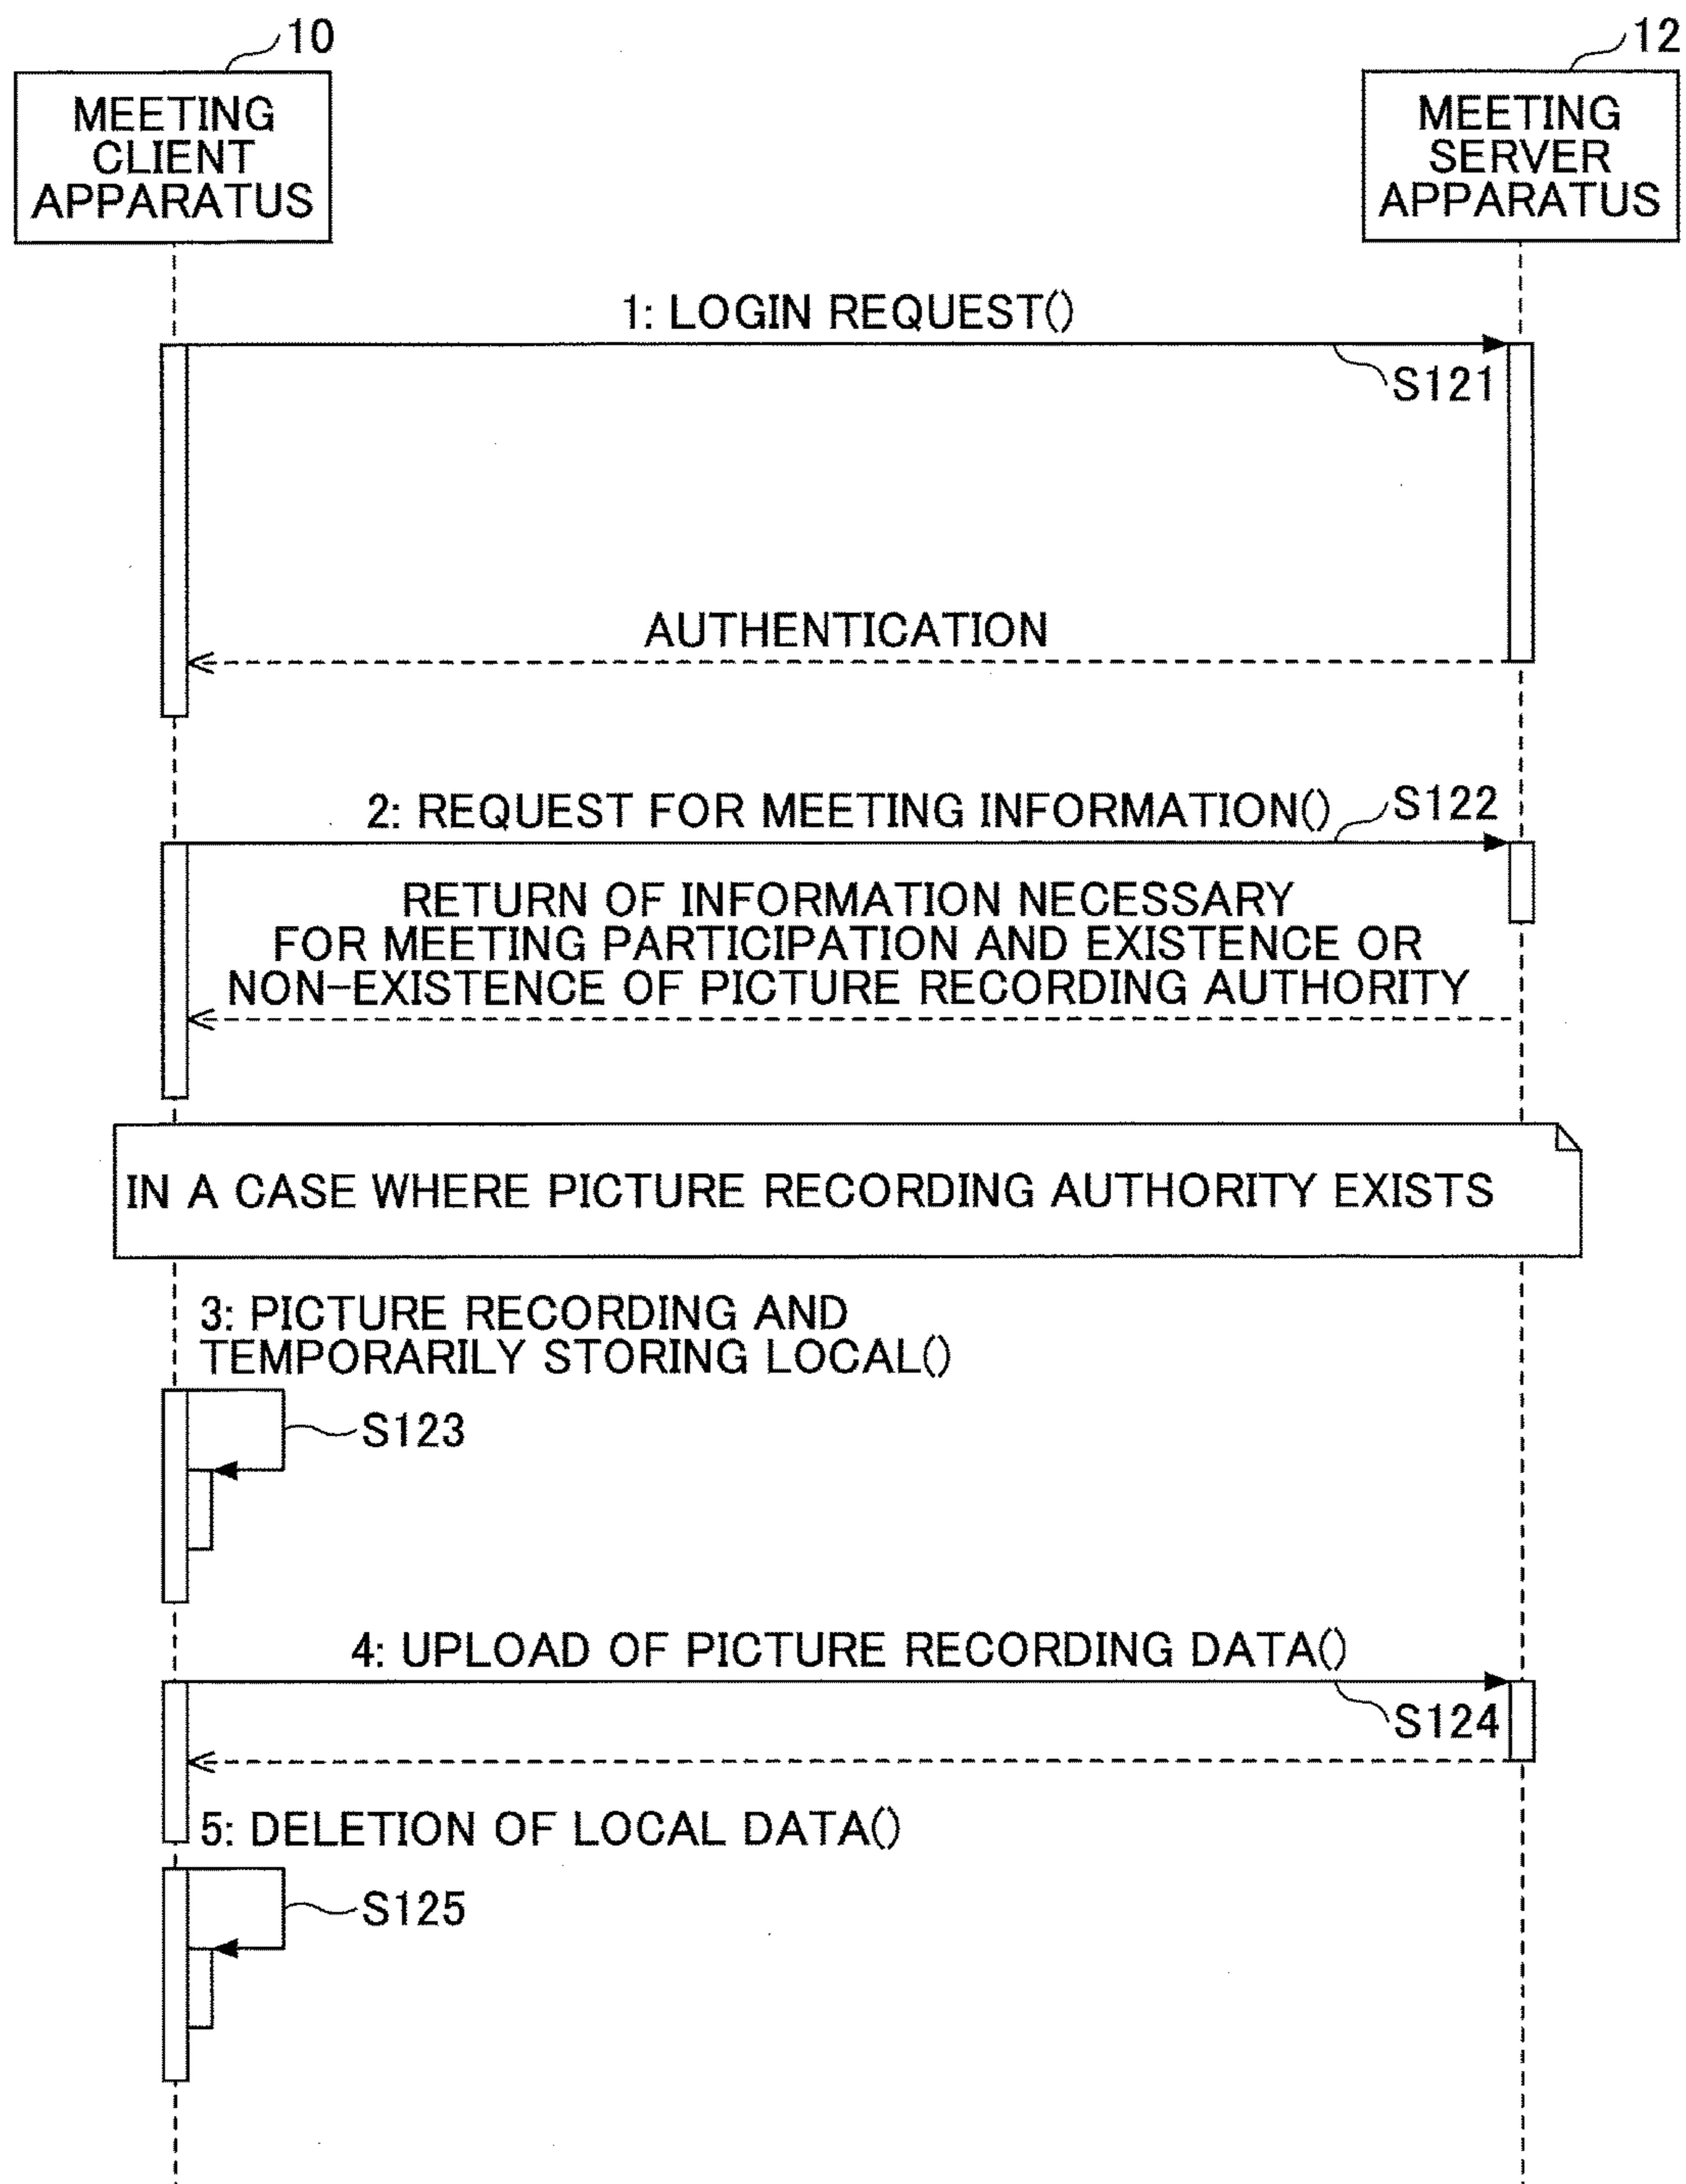 10
12
MEETING
CLIENT
APPARATUS
MEETING
SERVER
APPARATUS
1: LOGIN REQUEST()
S121
AUTHENTICATION
2: REQUEST FOR MEETING INFORMATION()
S122
RETURN OF INFORMATION NECESSARY
FOR MEETING PARTICIPATION AND EXISTENCE OR
NON-EXISTENCE OF PICTURE RECORDING AUTHORITY
IN A CASE WHERE PICTURE RECORDING AUTHORITY EXISTS
3: PICTURE RECORDING AND
TEMPORARILY STORING LOCAL()
S123
4: UPLOAD OF PICTURE RECORDING DATA()
S124
5: DELETION OF LOCAL DATA()
S125